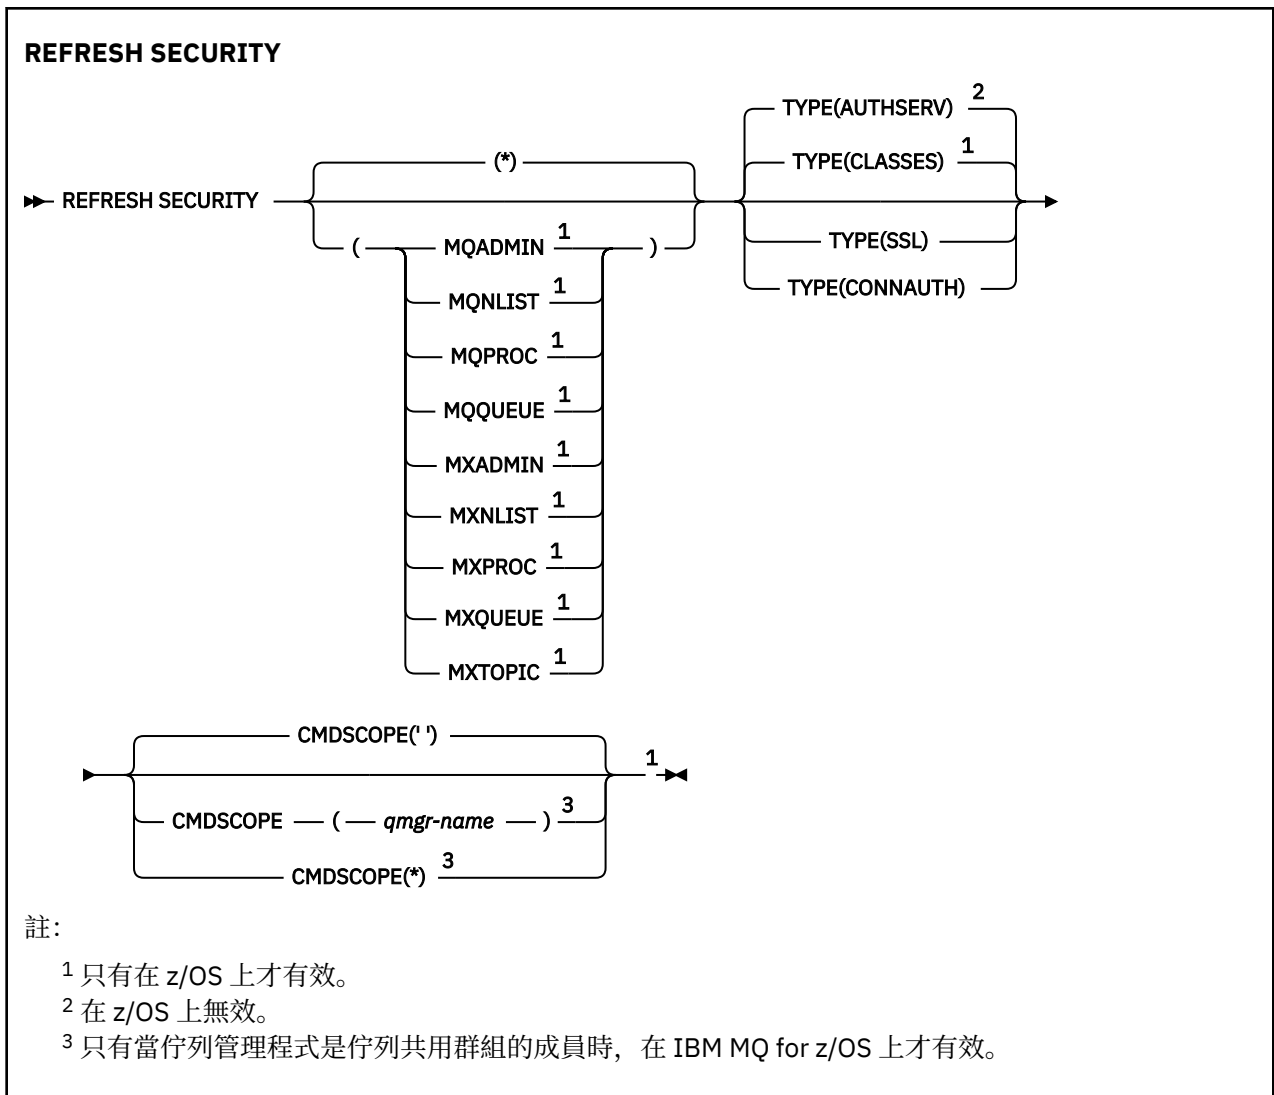 REFRESH SECURITY
TYPE(AUTHSERV) 2
(*)
TYPE(CLASSES) 1
REFRESH SECURITY
( MQADMIN 1 )
TYPE(SSL)
MQNLIST 1
TYPE(CONNAUTH)
MQPROC 1
MQQUEUE 1
MXADMIN 1
MXNLIST 1
MXPROC 1
MXQUEUE 1
MXTOPIC 1
CMDSCOPE(' ')
1
CMDSCOPE ( qmgr-name ) 3
CMDSCOPE(*) 3
註：
1 只有在 z/OS 上才有效。
2 在 z/OS 上無效。
3 只有當佇列管理程式是佇列共用群組的成員時，在 IBM MQ for z/OS 上才有效。